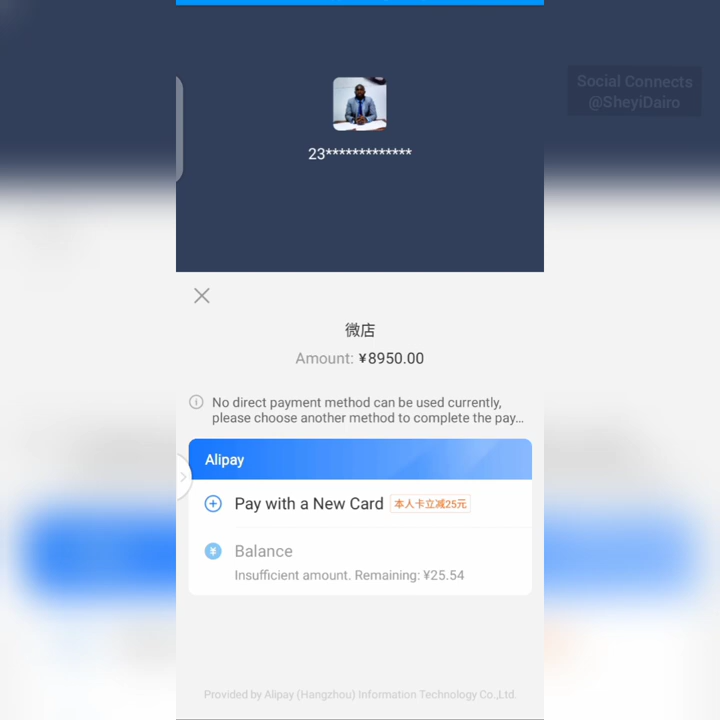 Social Connects
@SheyiDairo
23*************
微店
Amount: ¥8950.00
No direct payment method can be used currently,
please choose another method to complete the pay...
Alipay
Pay with a New Card 本人卡立减25元
Balance
Insufficient amount. Remaining: ¥25.54
Provided by Alipay (Hangzhou) Information Technology Co.,Ltd.